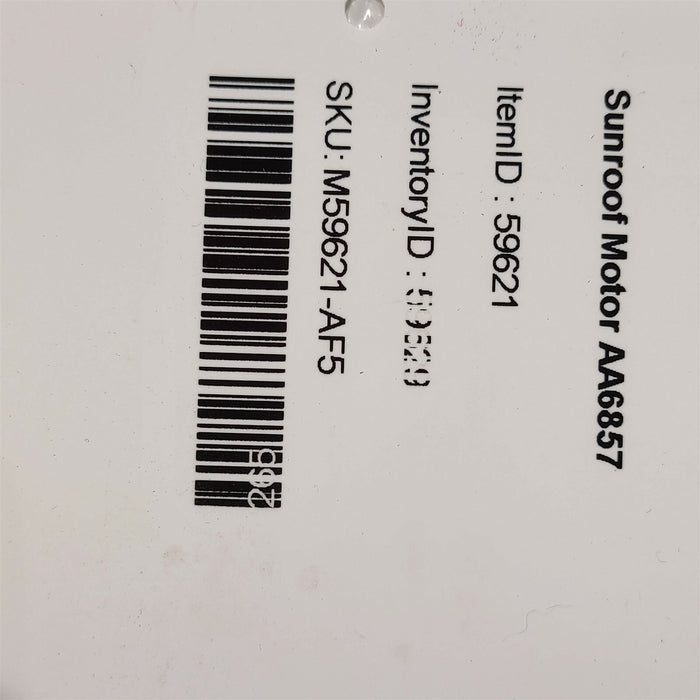 Sunroof Motor AA6857
ItemID : 59621
InventoryID :
SKU: M59621-AF5
265